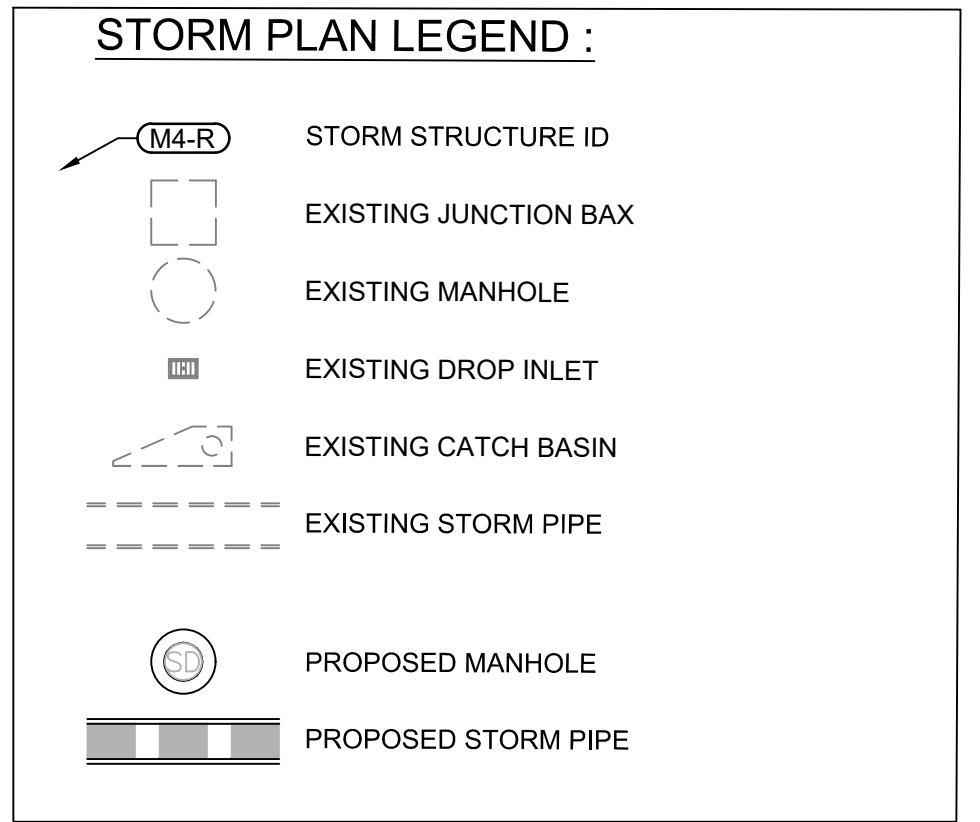 STORM PLAN LEGEND :
M4-R STORM STRUCTURE ID
EXISTING JUNCTION BAX
EXISTING MANHOLE
EXISTING DROP INLET
EXISTING CATCH BASIN
EXISTING STORM PIPE
SD PROPOSED MANHOLE
PROPOSED STORM PIPE